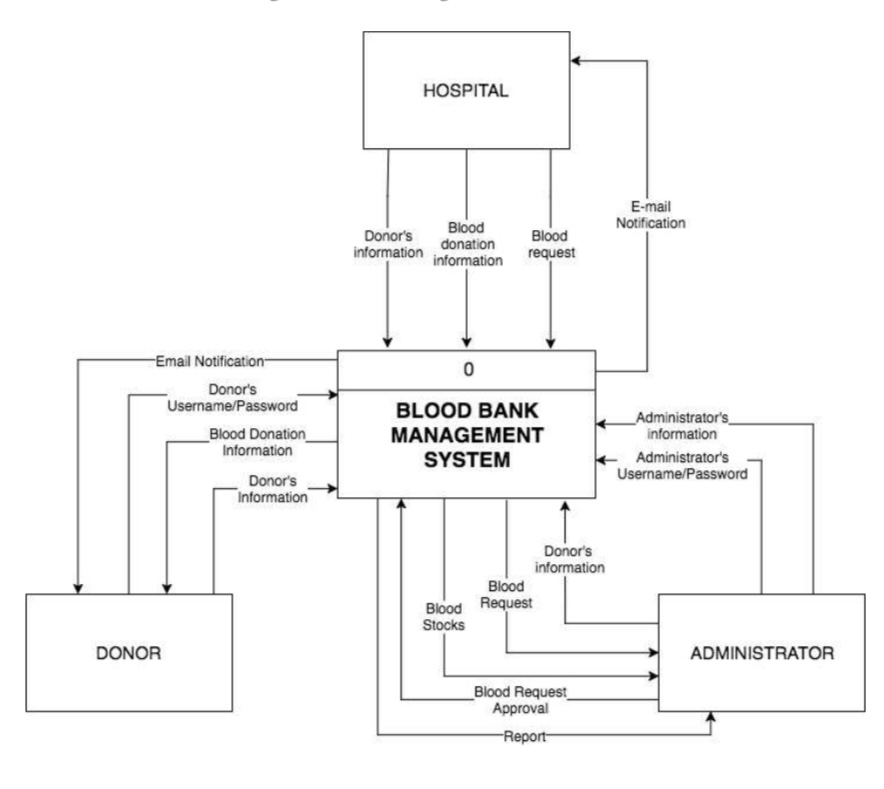 HOSPITAL
E-mail
Notification
Donor's
information
Blood
donation
information
Blood
request
Email Notification
0
Donor's
Username/Password
BLOOD BANK
MANAGEMENT
SYSTEM
Administrator's
information
Blood Donation
Information
Administrator's
Username/Password
Donor's
Information
Donor's
information
Blood
Request
Blood
Stocks
DONOR
ADMINISTRATOR
Blood Request
Approval
Report